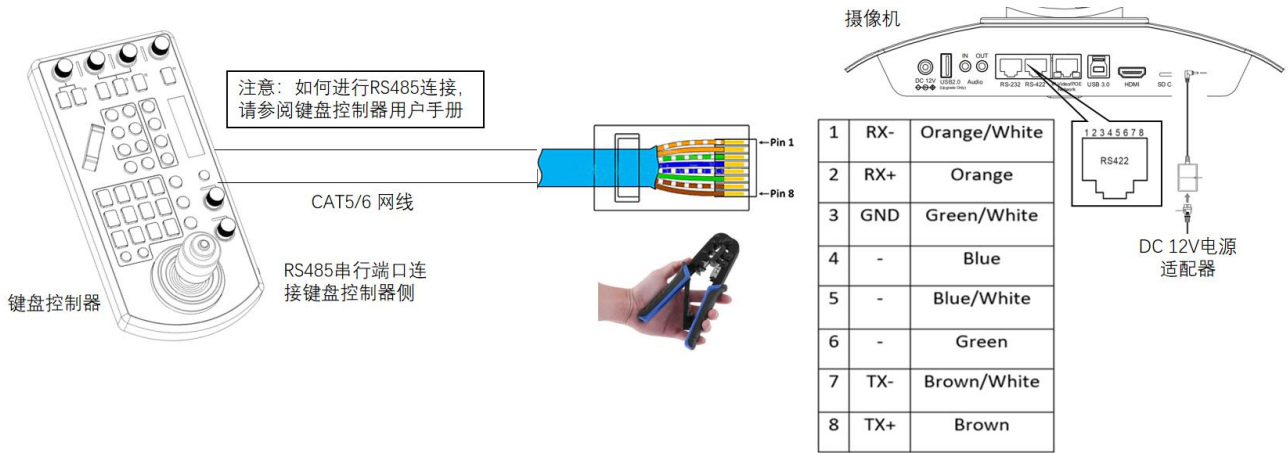 摄像机
注意：如何进行RS485连接，
请参阅键盘控制器用户手册
CAT5/6 网线
RS485串行端口连
接键盘控制器侧
键盘控制器
Pin 1
Pin 8
IN OUT
DC 12V USB2.0 Audio RS-232 RS-422 USB 3.0 HDMI SD C
(Upgrade Only) Video/POE
Network
1 RX- Orange/White
2 RX+ Orange
3 GND Green/White
4 - Blue
5 - Blue/White
6 - Green
7 TX- Brown/White
8 TX+ Brown
1 2 3 4 5 6 7 8
RS422
DC 12V电源
适配器